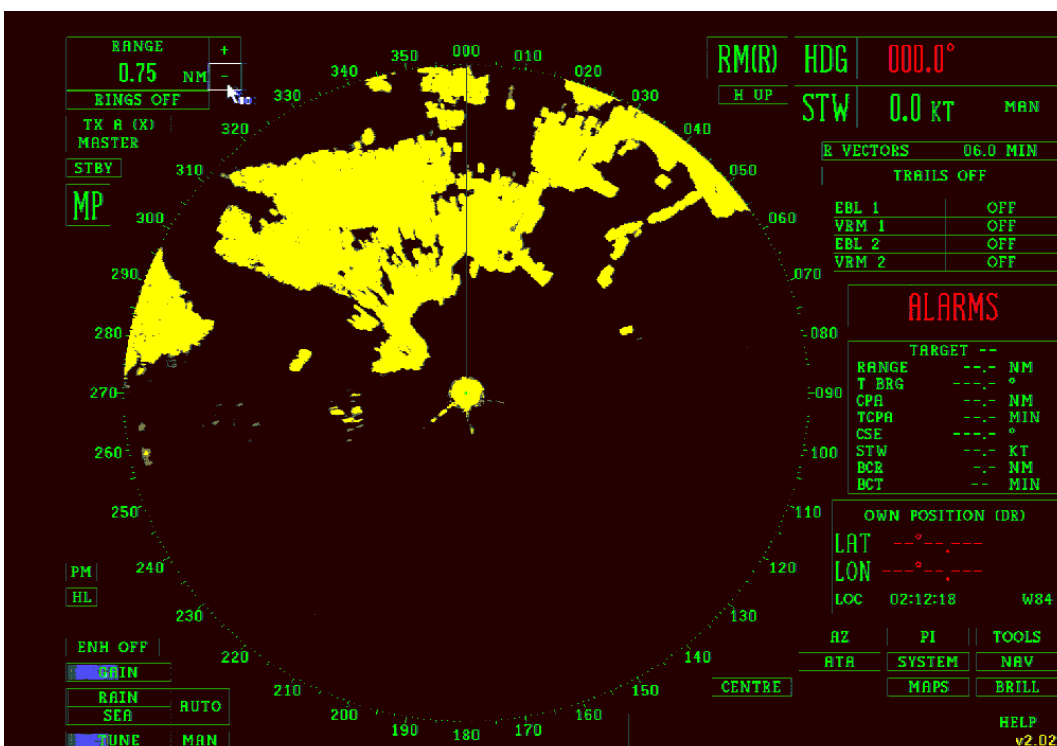 RANGE +
0.75 NM -
RINGS OFF
TX A (X)
MASTER
STBY
MP
RM(R) HDG 000.0°
H UP
STW 0.0 KT MAN
R VECTORS 06.0 MIN
TRAILS OFF
EBL 1 OFF
VRM 1 OFF
EBL 2 OFF
VRM 2 OFF
ALARMS
TARGET --
RANGE --.- NM
T BRG ---.- °
CPA --.- NM
TCPA --.- MIN
CSE ---.- °
STW --.- KT
BCR -.- NM
BCT -- MIN
OWN POSITION (DR)
LAT --°--.---
LON ---°--.---
LOC 02:12:18 W84
000
010
020
030
040
050
060
070
080
090
100
110
120
130
140
150
160
170
180
190
200
210
220
230
240
250
260
270
280
290
300
310
320
330
340
350
PM
HL
ENH OFF
GAIN
RAIN
SEA
AUTO
TUNE MAN
CENTRE
AZ PI TOOLS
ATA SYSTEM NAV
MAPS BRILL
HELP
v2.02